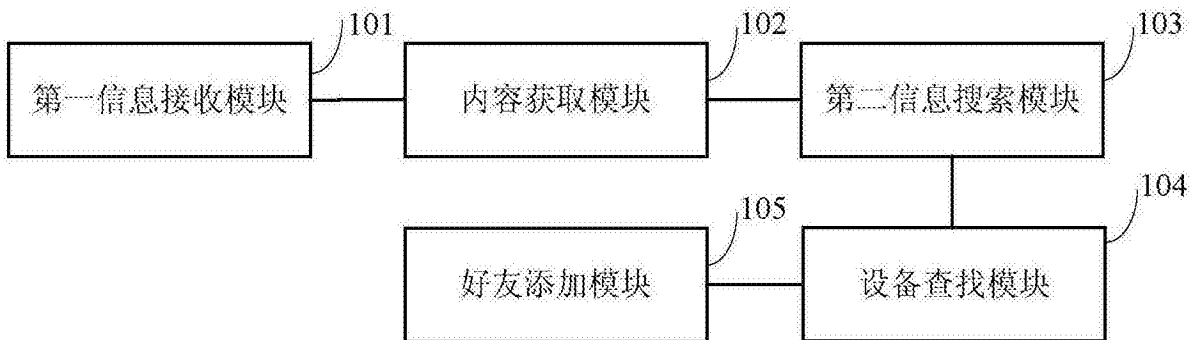 101
第一信息接收模块
102
内容获取模块
103
第二信息搜索模块
104
设备查找模块
105
好友添加模块